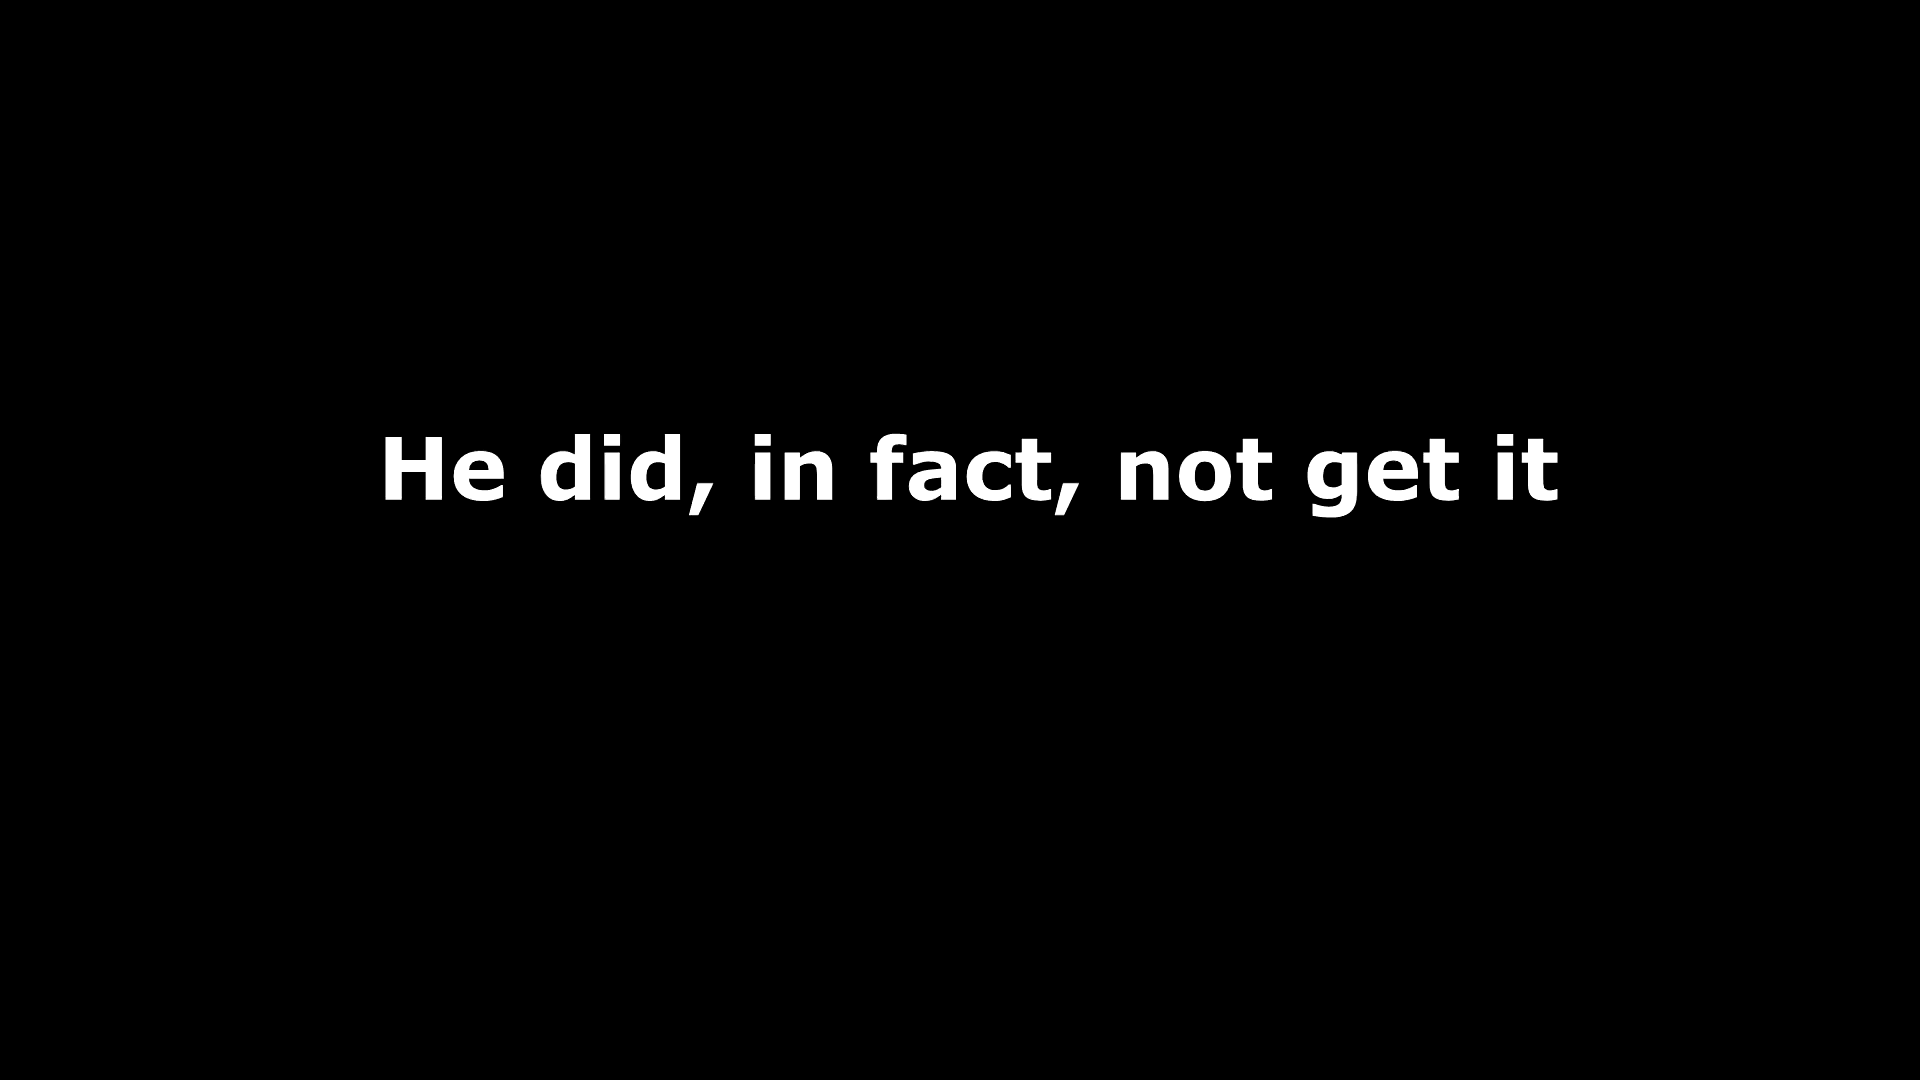 He did, in fact, not get it